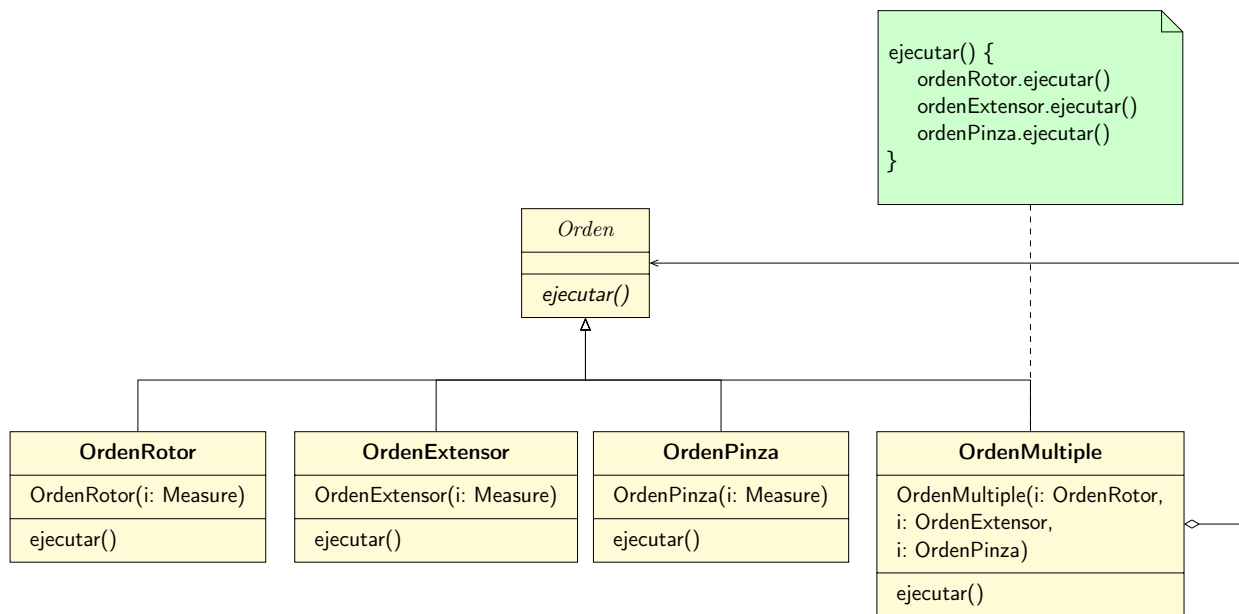 ejecutar() {
ordenRotor.ejecutar()
ordenExtensor.ejecutar()
ordenPinza.ejecutar()
}
Orden
ejecutar()
OrdenRotor
OrdenRotor(i: Measure)
ejecutar()
OrdenExtensor
OrdenExtensor(i: Measure)
ejecutar()
OrdenPinza
OrdenPinza(i: Measure)
ejecutar()
OrdenMultiple
OrdenMultiple(i: OrdenRotor,
i: OrdenExtensor,
i: OrdenPinza)
ejecutar()